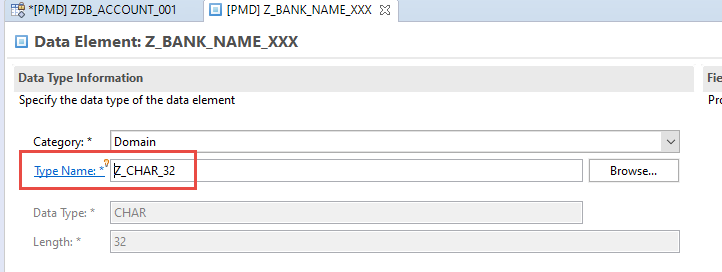 *[PMD] ZDB_ACCOUNT_001
[PMD] Z_BANK_NAME_XXX
Data Element: Z_BANK_NAME_XXX
Data Type Information
Fie
Specify the data type of the data element
Pro
Category: * Domain
Type Name: * Z_CHAR_32 Browse...
Data Type: * CHAR
Length: * 32